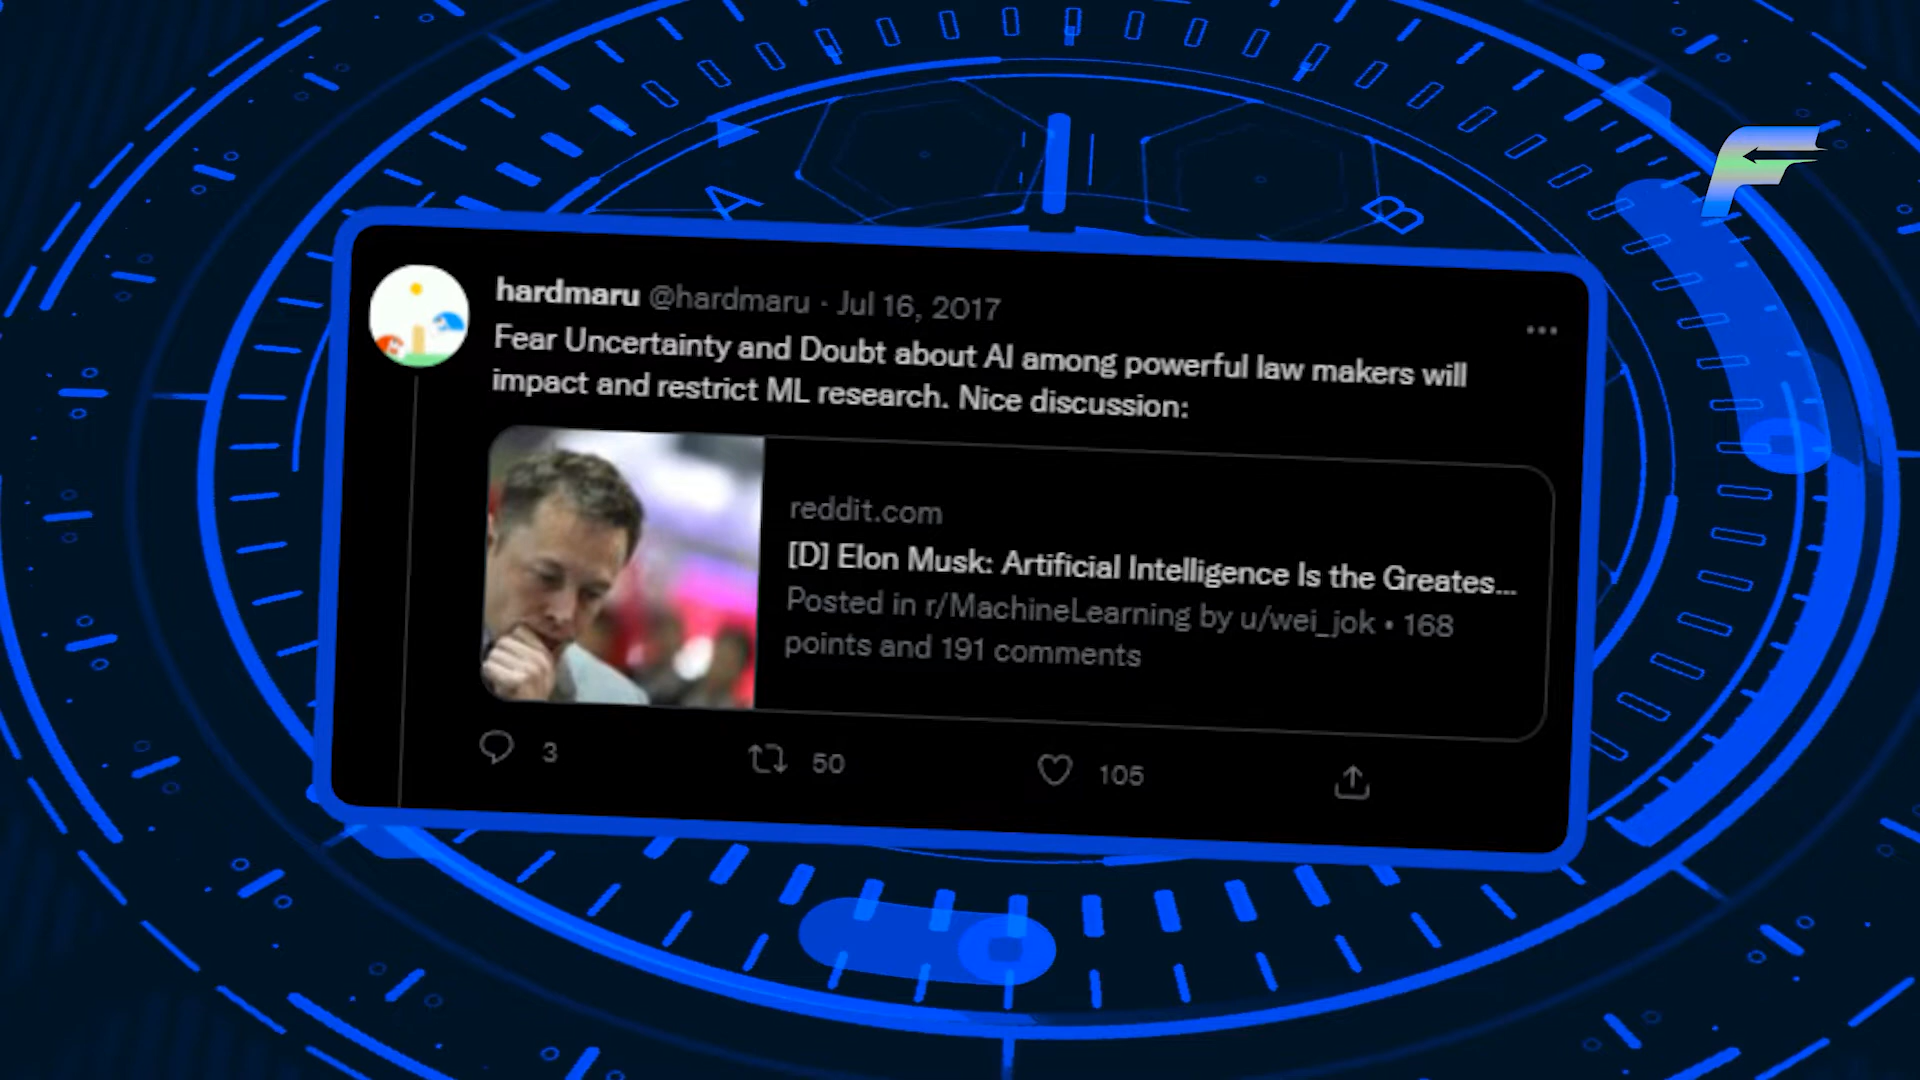 A
B
F
hardmaru @hardmaru · Jul 16, 2017
Fear Uncertainty and Doubt about AI among powerful law makers will
impact and restrict ML research. Nice discussion:
reddit.com
[D] Elon Musk: Artificial Intelligence Is the Greates...
Posted in r/MachineLearning by u/wei_jok • 168
points and 191 comments
3 50 105